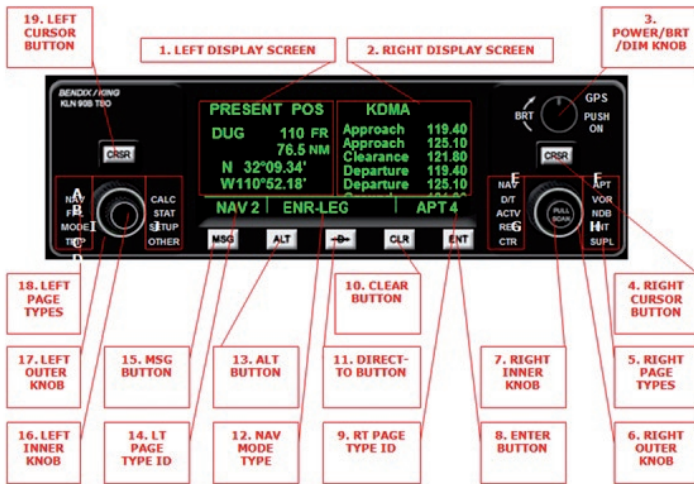 19. LEFT
CURSOR
BUTTON
1. LEFT DISPLAY SCREEN
2. RIGHT DISPLAY SCREEN
3.
POWER/BRT
/DIM KNOB
BENDIX/KING
KLN 90B TSO
CRSR
A
NAV
B
FPL
MODE
I
C
TRIP
D
CALC
STAT
J
SETUP
OTHER
PRESENT POS
DUG 110 FR
76.5 NM
N 32°09.34'
W110°52.18'
KDMA
Approach 119.40
Approach 125.10
Clearance 121.80
Departure 119.40
Departure 125.10
NAV 2
ENR-LEG
APT 4
MSG
ALT
D
CLR
ENT
BRT
GPS
PUSH
ON
CRSR
NAV
D/T
ACTV
G
REF
CTR
PULL
SCAN
F
APT
VOR
NDB
H
INT
SUPL
18. LEFT
PAGE
TYPES
17. LEFT
OUTER
KNOB
16. LEFT
INNER
KNOB
15. MSG
BUTTON
14. LT
PAGE
TYPE ID
13. ALT
BUTTON
12. NAV
MODE
TYPE
10. CLEAR
BUTTON
11. DIRECT-
TO BUTTON
9. RT PAGE
TYPE ID
7. RIGHT
INNER
KNOB
8. ENTER
BUTTON
4. RIGHT
CURSOR
BUTTON
5. RIGHT
PAGE
TYPES
6. RIGHT
OUTER
KNOB